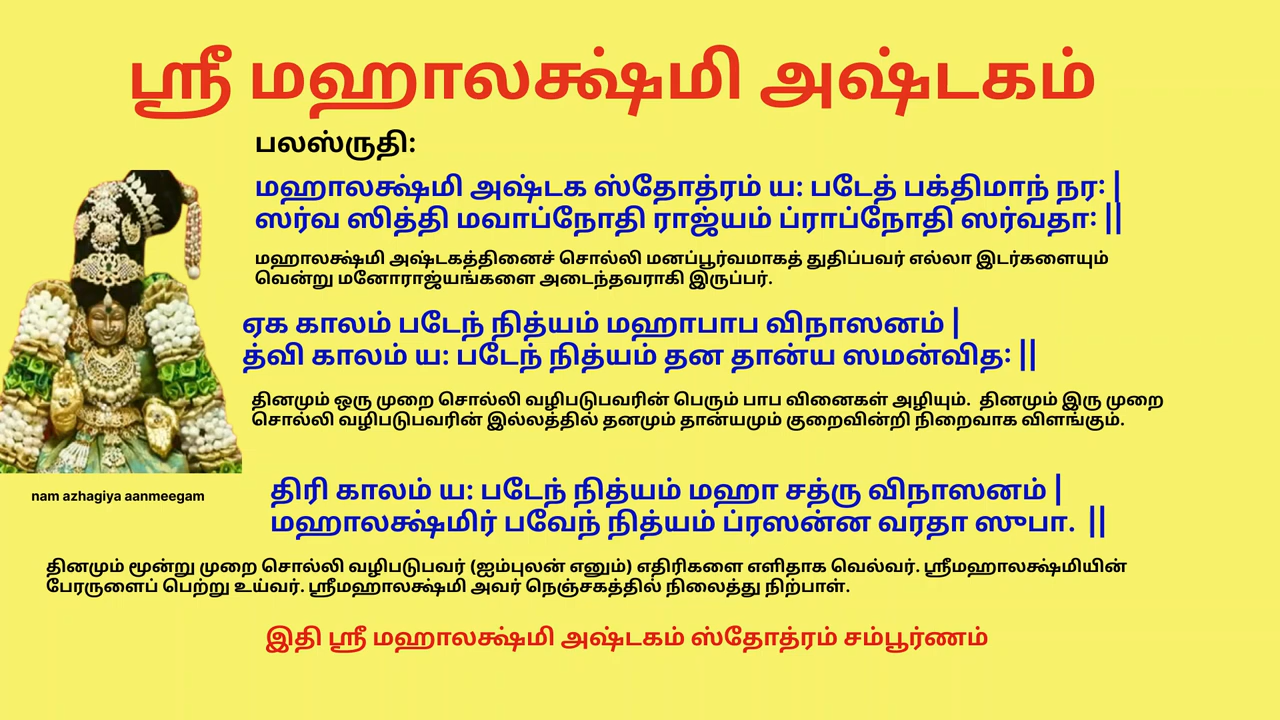 ஸ்ரீ மஹாலக்ஷ்மி அஷ்டகம்
பலஸ்ருதி:
மஹாலக்ஷ்மி அஷ்டக ஸ்தோத்ரம் ய: படேத் பக்திமாந் நர: |
ஸர்வ ஸித்தி மவாப்நோதி ராஜ்யம் ப்ராப்நோதி ஸர்வதா: ||
மஹாலக்ஷ்மி அஷ்டகத்தினைச் சொல்லி மனப்பூர்வமாகத் துதிப்பவர் எல்லா இடர்களையும்
வென்று மனோராஜ்யங்களை அடைந்தவராகி இருப்பர்.
ஏக காலம் படேந் நித்யம் மஹாபாப விநாஸனம் |
த்வி காலம் ய: படேந் நித்யம் தன தான்ய ஸமன்வித: ||
தினமும் ஒரு முறை சொல்லி வழிபடுபவரின் பெரும் பாப வினைகள் அழியும். தினமும் இரு முறை
சொல்லி வழிபடுபவரின் இல்லத்தில் தனமும் தான்யமும் குறைவின்றி நிறைவாக விளங்கும்.
nam azhagiya aanmeegam
திரி காலம் ய: படேந் நித்யம் மஹா சத்ரு விநாஸனம் |
மஹாலக்ஷ்மிர் பவேந் நித்யம் ப்ரஸன்ன வரதா ஸுபா. ||
தினமும் மூன்று முறை சொல்லி வழிபடுபவர் (ஐம்புலன் எனும்) எதிரிகளை எளிதாக வெல்வர். ஸ்ரீமஹாலக்ஷ்மியின்
பேரருளைப் பெற்று உய்வர். ஸ்ரீமஹாலக்ஷ்மி அவர் நெஞ்சகத்தில் நிலைத்து நிற்பாள்.
இதி ஸ்ரீ மஹாலக்ஷ்மி அஷ்டகம் ஸ்தோத்ரம் சம்பூர்ணம்